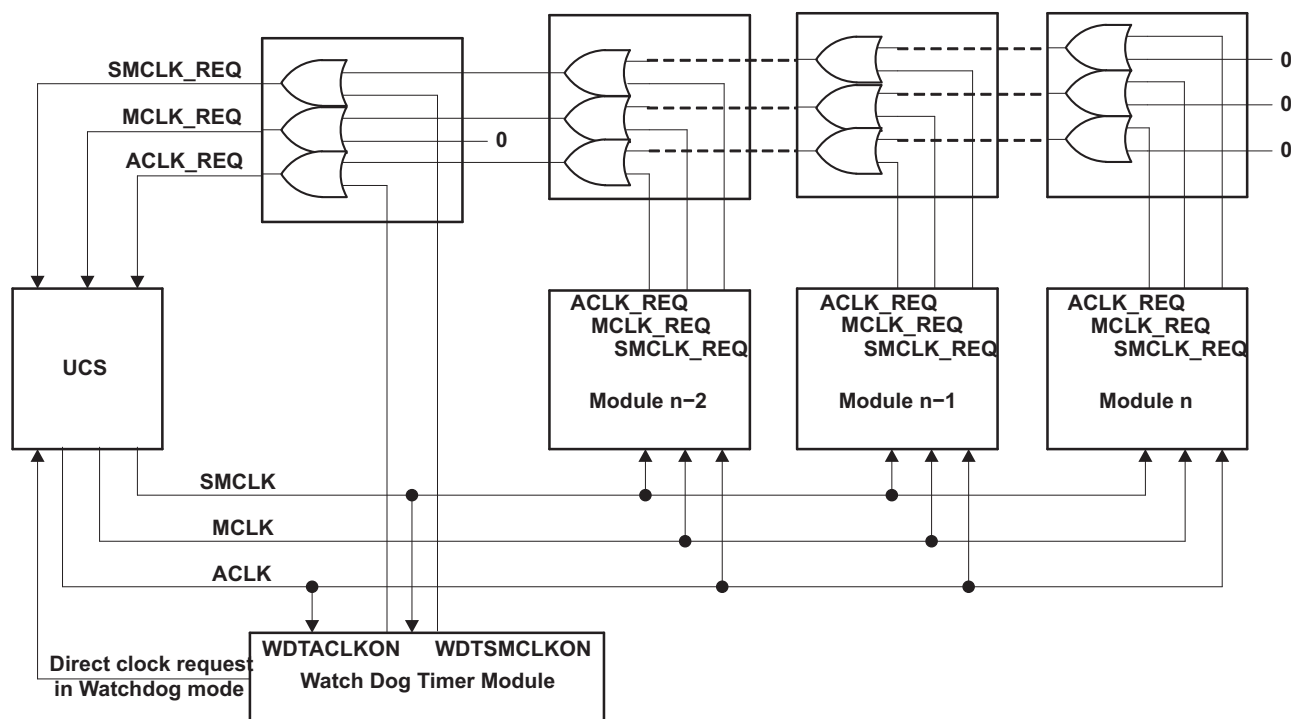 SMCLK_REQ
MCLK_REQ
ACLK_REQ
0
0
0
0
UCS
ACLK_REQ
MCLK_REQ
SMCLK_REQ
Module n−2
ACLK_REQ
MCLK_REQ
SMCLK_REQ
Module n−1
ACLK_REQ
MCLK_REQ
SMCLK_REQ
Module n
SMCLK
MCLK
ACLK
Direct clock request
in Watchdog mode
WDTACLKON
WDTSMCLKON
Watch Dog Timer Module